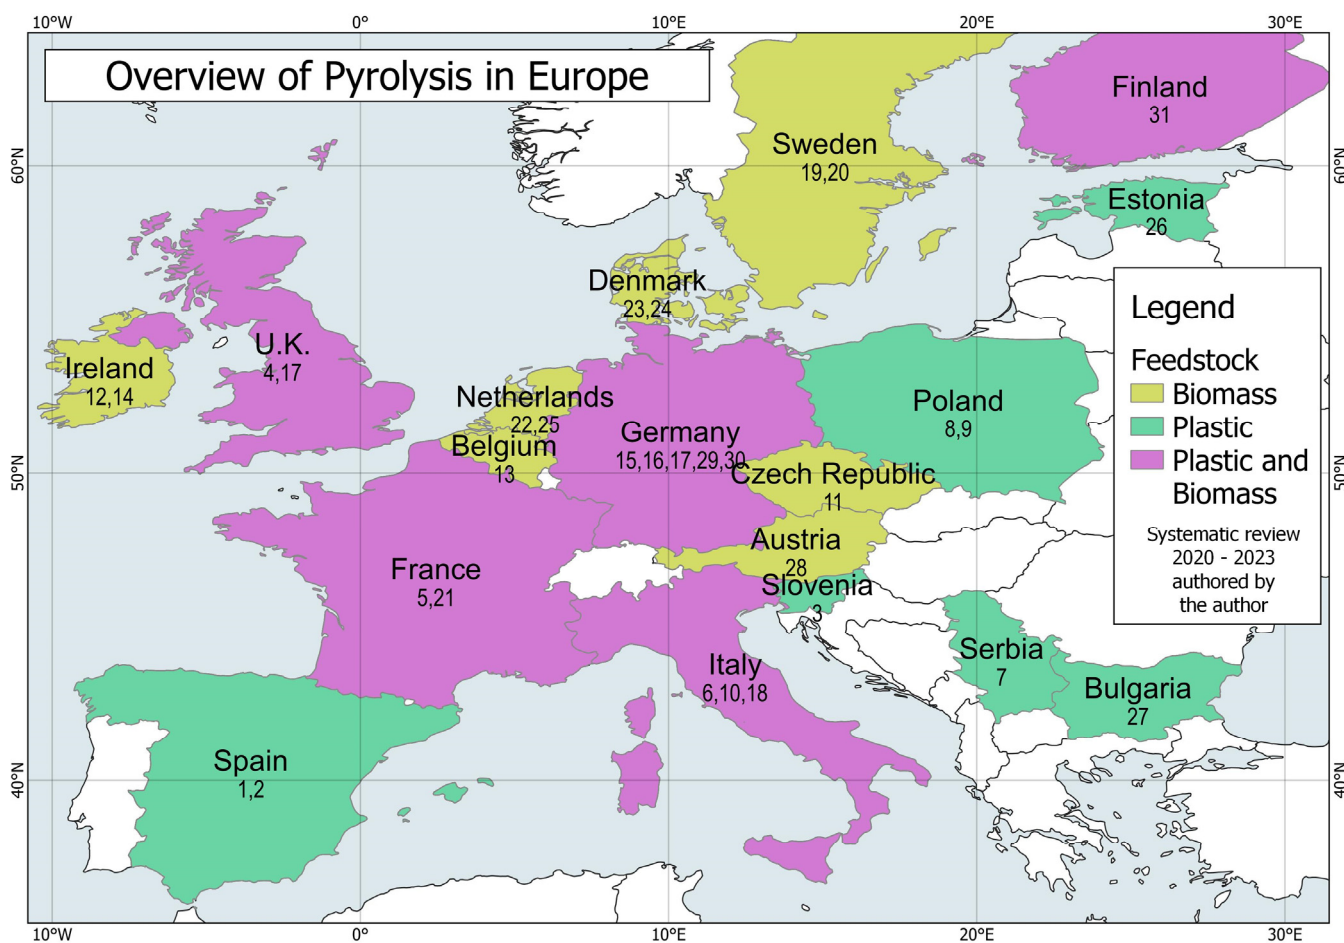 10°W 0° 10°E 20°E 30°E
Overview of Pyrolysis in Europe
Finland
31
Sweden
19,20
60°N
60°N
Estonia
26
Denmark
23,24
Legend
Feedstock
Biomass
Plastic
Plastic and
Biomass
Systematic review
2020 - 2023
authored by
the author
U.K.
4,17
Ireland
12,14
Netherlands
22,25
Belgium
13
Germany
15,16,17,29,30
Poland
8,9
50°N
50°N
Czech Republic
11
Austria
28
Slovenia
3
France
5,21
Serbia
7
Italy
6,10,18
Bulgaria
27
Spain
1,2
40°N
40°N
10°W 0° 10°E 20°E 30°E